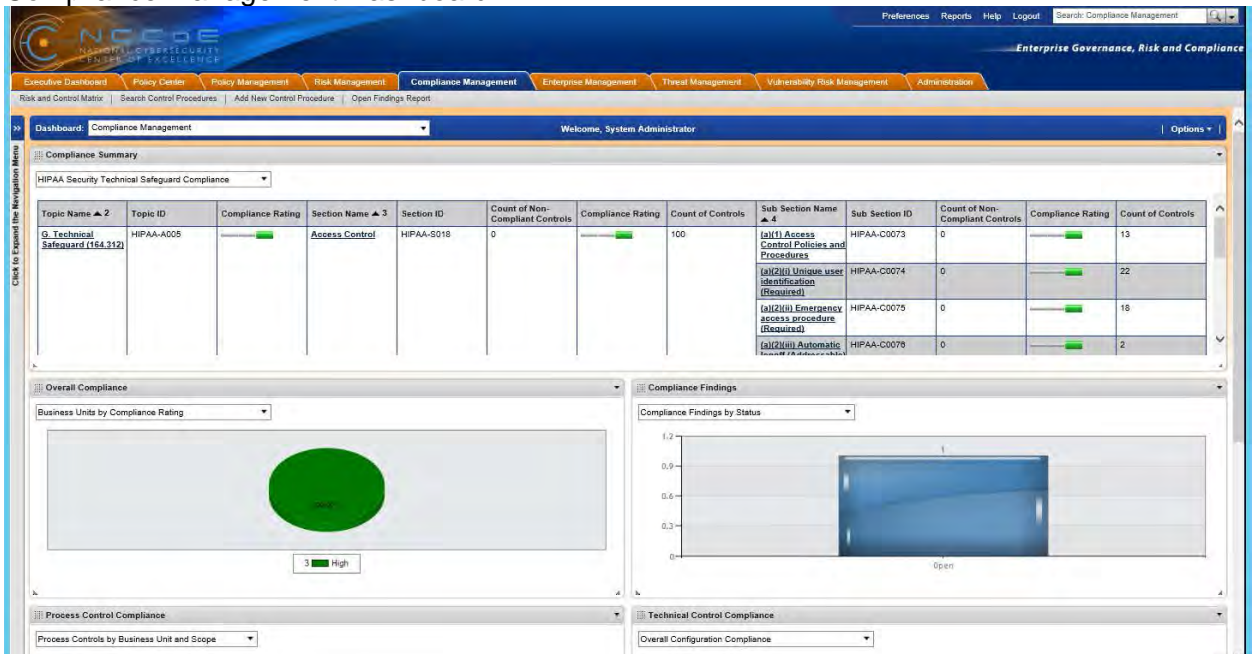 Compliance Management Dashboard
Preferences Reports Help Logout Search: Compliance Management
NCCoE
NATIONAL CYBERSECURITY
CENTER OF EXCELLENCE
Enterprise Governance, Risk and Compliance
Executive Dashboard Policy Center Policy Management Risk Management Compliance Management Enterprise Management Threat Management Vulnerability Risk Management Administration
Risk and Control Matrix | Search Control Procedures | Add New Control Procedure | Open Findings Report
Click to Expand the Navigation Menu
Dashboard: Compliance Management Welcome, System Administrator | Options |
Compliance Summary
HIPAA Security Technical Safeguard Compliance
Topic Name ▲ 2 Topic ID Compliance Rating Section Name ▲ 3 Section ID Count of Non-Compliant Controls Compliance Rating Count of Controls Sub Section Name ▲ 4 Sub Section ID Count of Non-Compliant Controls Compliance Rating Count of Controls
G. Technical Safeguard (164.312) HIPAA-A005 Access Control HIPAA-S018 0 100 (a)(1) Access Control Policies and Procedures HIPAA-C0073 0 13
(a)(2)(i) Unique user identification (Required) HIPAA-C0074 0 22
(a)(2)(ii) Emergency access procedure (Required) HIPAA-C0075 0 18
(a)(2)(iii) Automatic logoff (Addressable) HIPAA-C0076 0 2
Overall Compliance
Business Units by Compliance Rating
3 High
Compliance Findings
Compliance Findings by Status
1.2
0.9
0.6
0.3
0
1
Open
Process Control Compliance
Process Controls by Business Unit and Scope
Technical Control Compliance
Overall Configuration Compliance